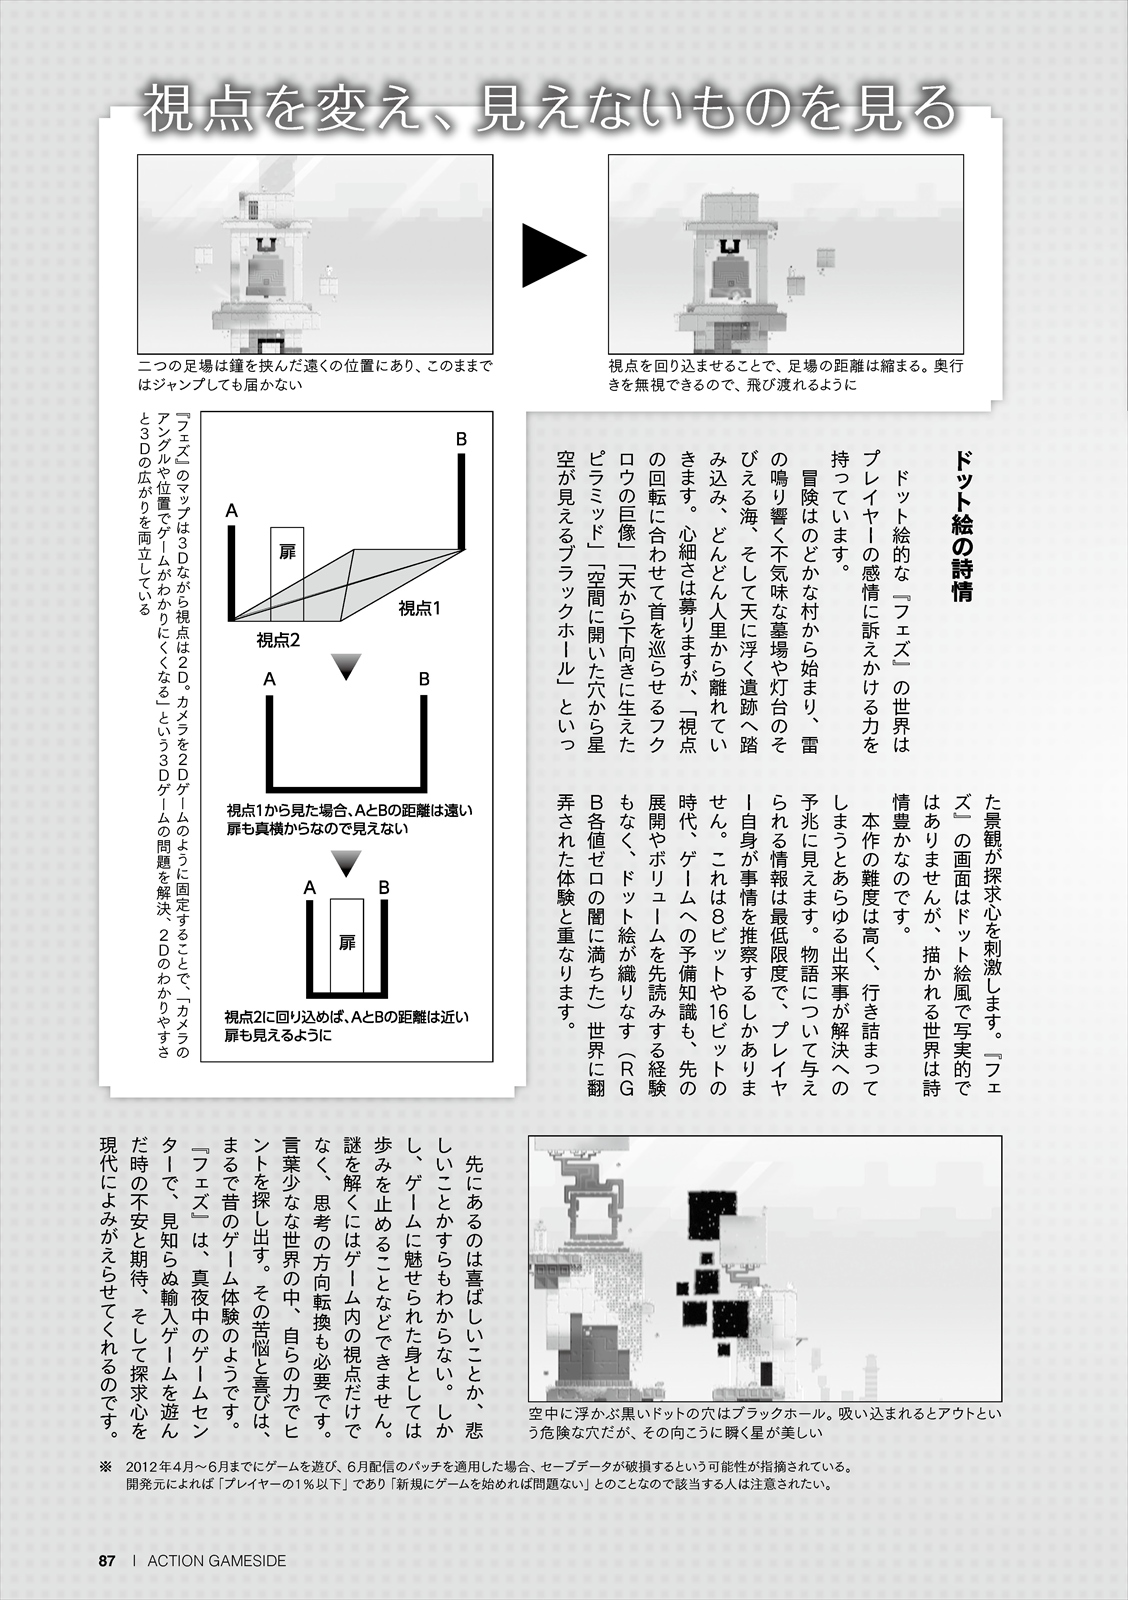 視点を変え、見えないものを見る
二つの足場は鐘を挟んだ遠くの位置にあり、このままで
はジャンプしても届かない
視点を回り込ませることで、足場の距離は縮まる。奥行
きを無視できるので、飛び渡れるように
ドット絵の詩情
ドット絵的な『フェズ』の世界は
プレイヤーの感情に訴えかける力を
持っています。
冒険はのどかな村から始まり、雷
の鳴り響く不気味な墓場や灯台のそ
びえる海、そして天に浮く遺跡へ踏
み込み、どんどん人里から離れてい
きます。心細さは募りますが、「視点
の回転に合わせて首を巡らせるフク
ロウの巨像」「天から下向きに生えた
ピラミッド」「空間に開いた穴から星
空が見えるブラックホール」といっ
た景観が探求心を刺激します。『フェ
ズ』の画面はドット絵風で写実的で
はありませんが、描かれる世界は詩
情豊かなのです。
本作の難度は高く、行き詰まって
しまうとあらゆる出来事が解決への
予兆に見えます。物語について与え
られる情報は最低限度で、プレイヤ
ー自身が事情を推察するしかありま
せん。これは8ビットや16ビットの
時代、ゲームへの予備知識も、先の
展開やボリュームを先読みする経験
もなく、ドット絵が織りなす（RG
B各値ゼロの闇に満ちた）世界に翻
弄された体験と重なります。
A
B
扉
視点1
視点2
A
B
視点1から見た場合、AとBの距離は遠い
扉も真横からなので見えない
A
B
扉
視点2に回り込めば、AとBの距離は近い
扉も見えるように
『フェズ』のマップは3Dながら視点は2D。カメラを2Dゲームのように固定することで、「カメラの
アングルや位置でゲームがわかりにくくなる」という3Dゲームの問題を解決、2Dのわかりやすさ
と3Dの広がりを両立している
空中に浮かぶ黒いドットの穴はブラックホール。吸い込まれるとアウトとい
う危険な穴だが、その向こうに瞬く星が美しい
先にあるのは喜ばしいことか、悲
しいことかすらもわからない。しか
し、ゲームに魅せられた身としては
歩みを止めることなどできません。
謎を解くにはゲーム内の視点だけで
なく、思考の方向転換も必要です。
言葉少なな世界の中、自らの力でヒ
ントを探し出す。その苦悩と喜びは、
まるで昔のゲーム体験のようです。
『フェズ』は、真夜中のゲームセン
ターで、見知らぬ輸入ゲームを遊ん
だ時の不安と期待、そして探求心を
現代によみがえらせてくれるのです。
※　2012年4月〜6月までにゲームを遊び、6月配信のパッチを適用した場合、セーブデータが破損するという可能性が指摘されている。
開発元によれば「プレイヤーの1％以下」であり「新規にゲームを始めれば問題ない」とのことなので該当する人は注意されたい。
87 | ACTION GAMESIDE